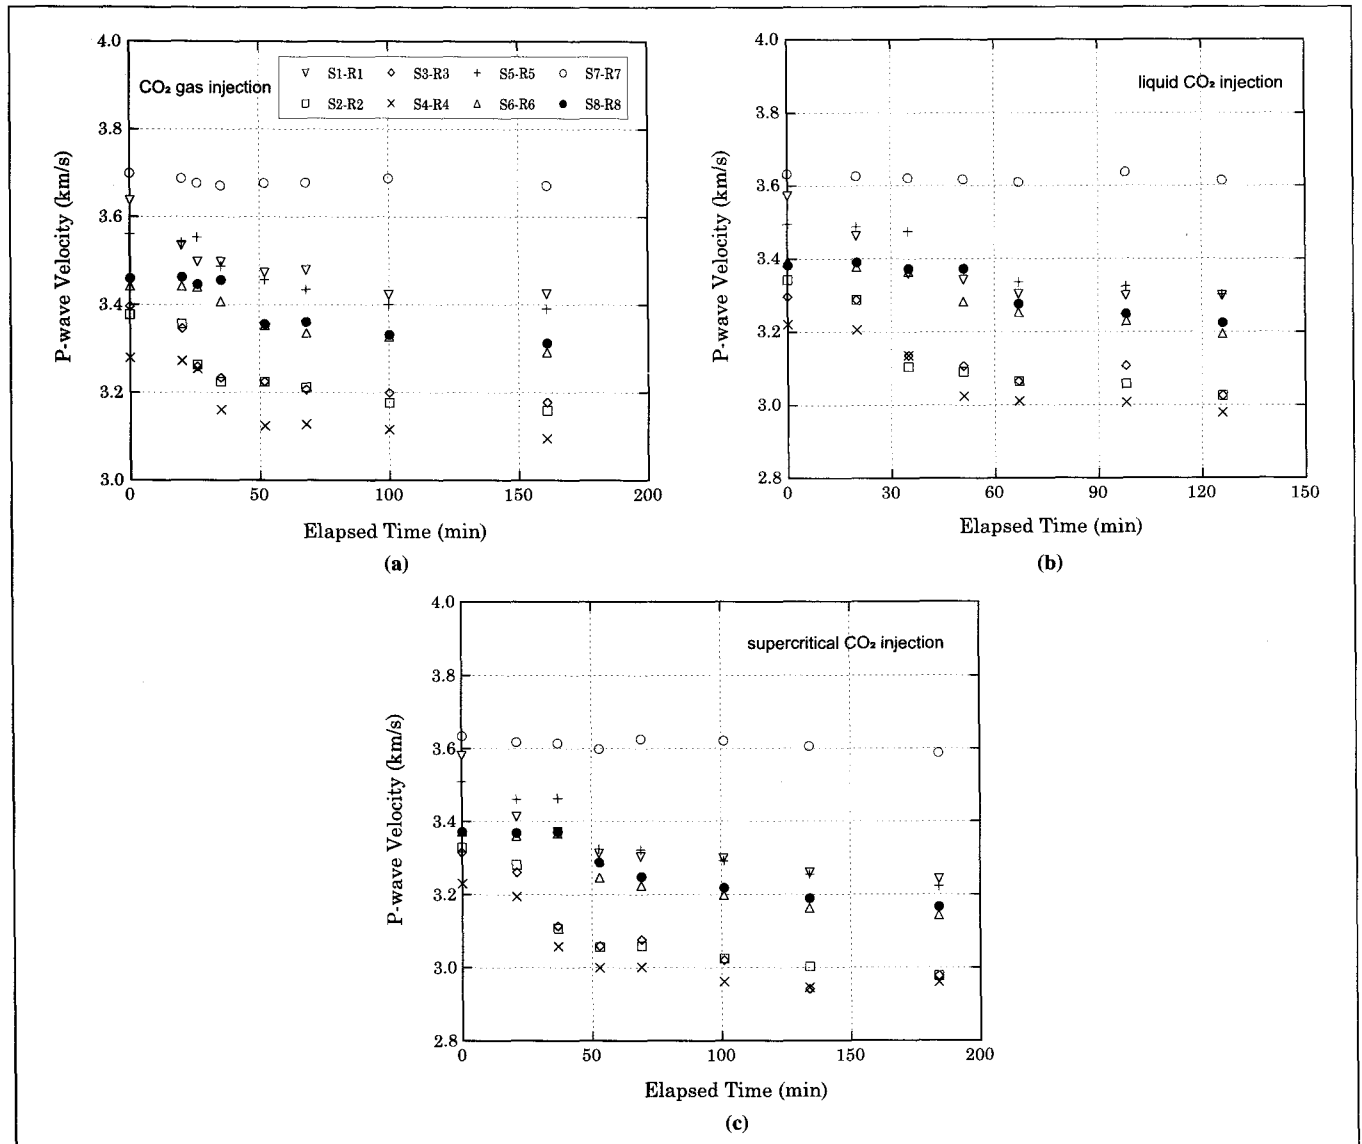 4.0
3.8
3.6
3.4
3.2
3.0
P-wave Velocity (km/s)
CO₂ gas injection
S1-R1 S3-R3 S5-R5 S7-R7
S2-R2 S4-R4 S6-R6 S8-R8
0 50 100 150 200
Elapsed Time (min)
(a)
4.0
3.8
3.6
3.4
3.2
3.0
2.8
P-wave Velocity (km/s)
liquid CO₂ injection
0 30 60 90 120 150
Elapsed Time (min)
(b)
4.0
3.8
3.6
3.4
3.2
3.0
2.8
P-wave Velocity (km/s)
supercritical CO₂ injection
0 50 100 150 200
Elapsed Time (min)
(c)